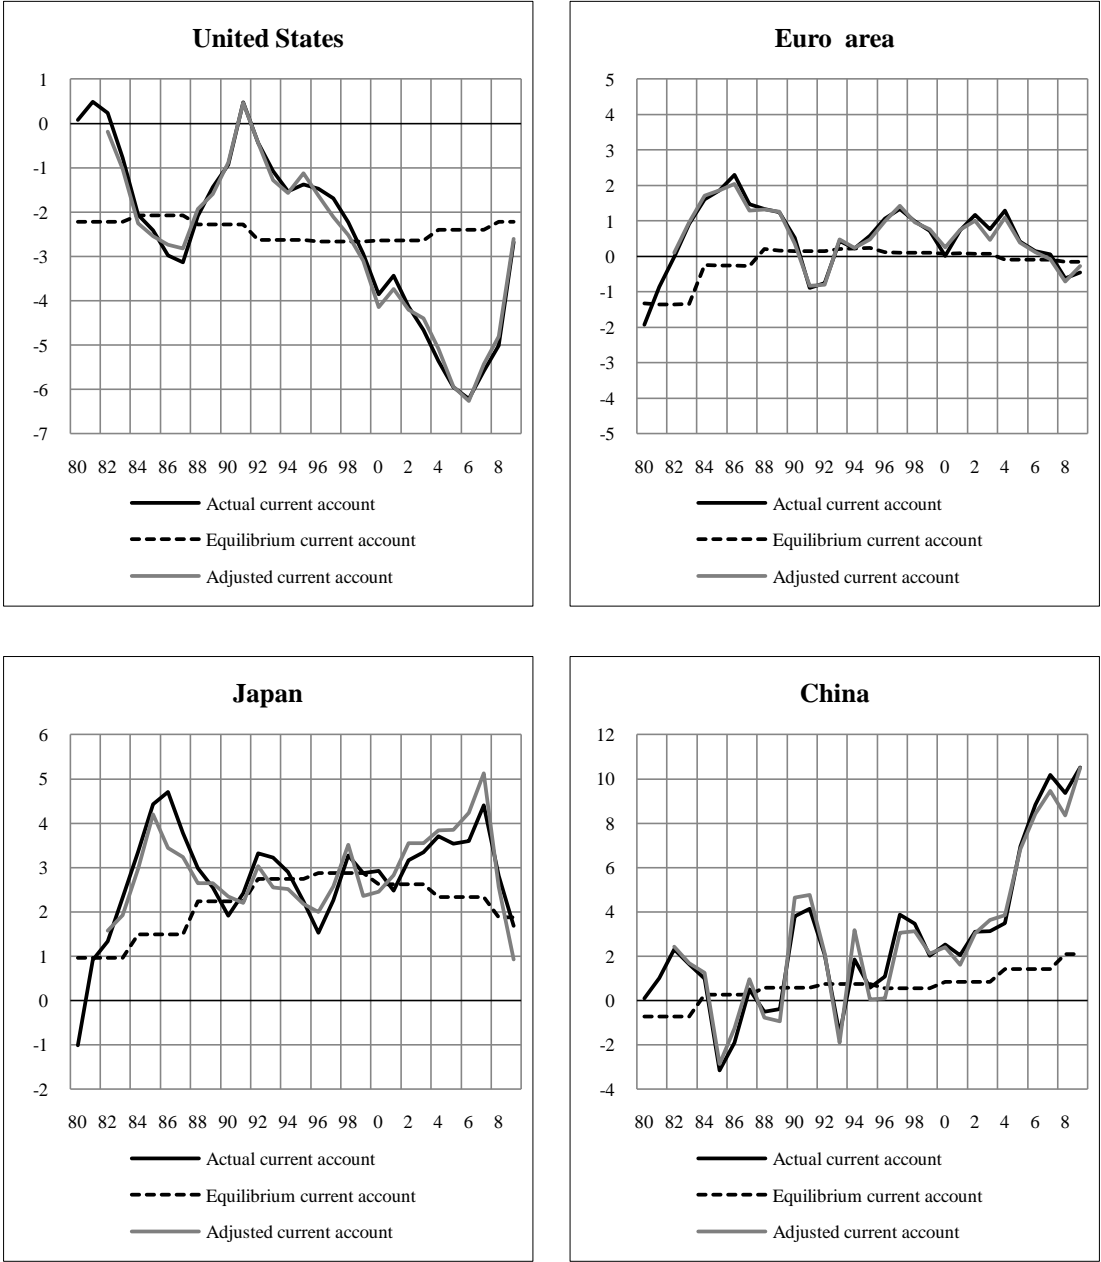 United States
1
0
-1
-2
-3
-4
-5
-6
-7
80 82 84 86 88 90 92 94 96 98 0 2 4 6 8
Actual current account
Equilibrium current account
Adjusted current account
Euro area
5
4
3
2
1
0
-1
-2
-3
-4
-5
80 82 84 86 88 90 92 94 96 98 0 2 4 6 8
Actual current account
Equilibrium current account
Adjusted current account
Japan
6
5
4
3
2
1
0
-1
-2
80 82 84 86 88 90 92 94 96 98 0 2 4 6 8
Actual current account
Equilibrium current account
Adjusted current account
China
12
10
8
6
4
2
0
-2
-4
80 82 84 86 88 90 92 94 96 98 0 2 4 6 8
Actual current account
Equilibrium current account
Adjusted current account